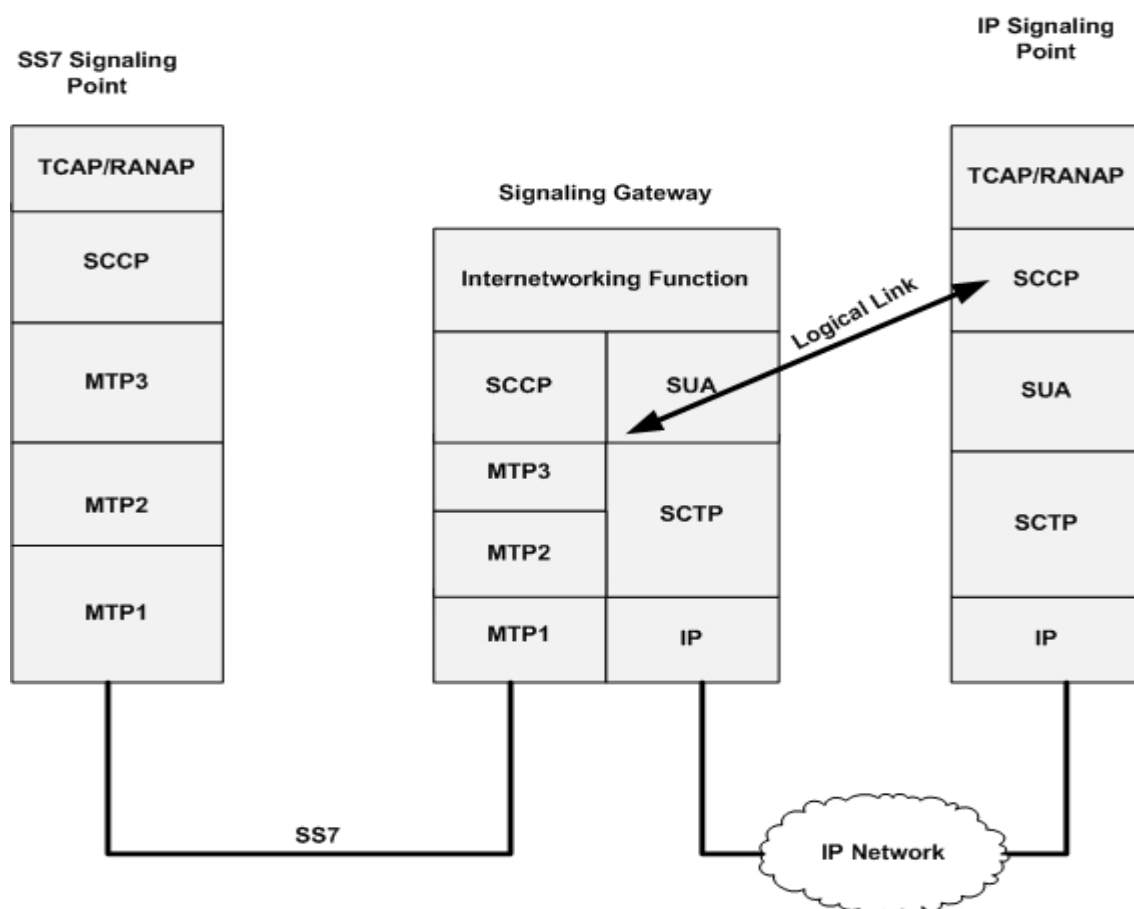 SS7 Signaling
Point
TCAP/RANAP
SCCP
MTP3
MTP2
MTP1
Signaling Gateway
Internetworking Function
SCCP
SUA
MTP3
SCTP
MTP2
MTP1
IP
Logical Link
IP Signaling
Point
TCAP/RANAP
SCCP
SUA
SCTP
IP
SS7
IP Network